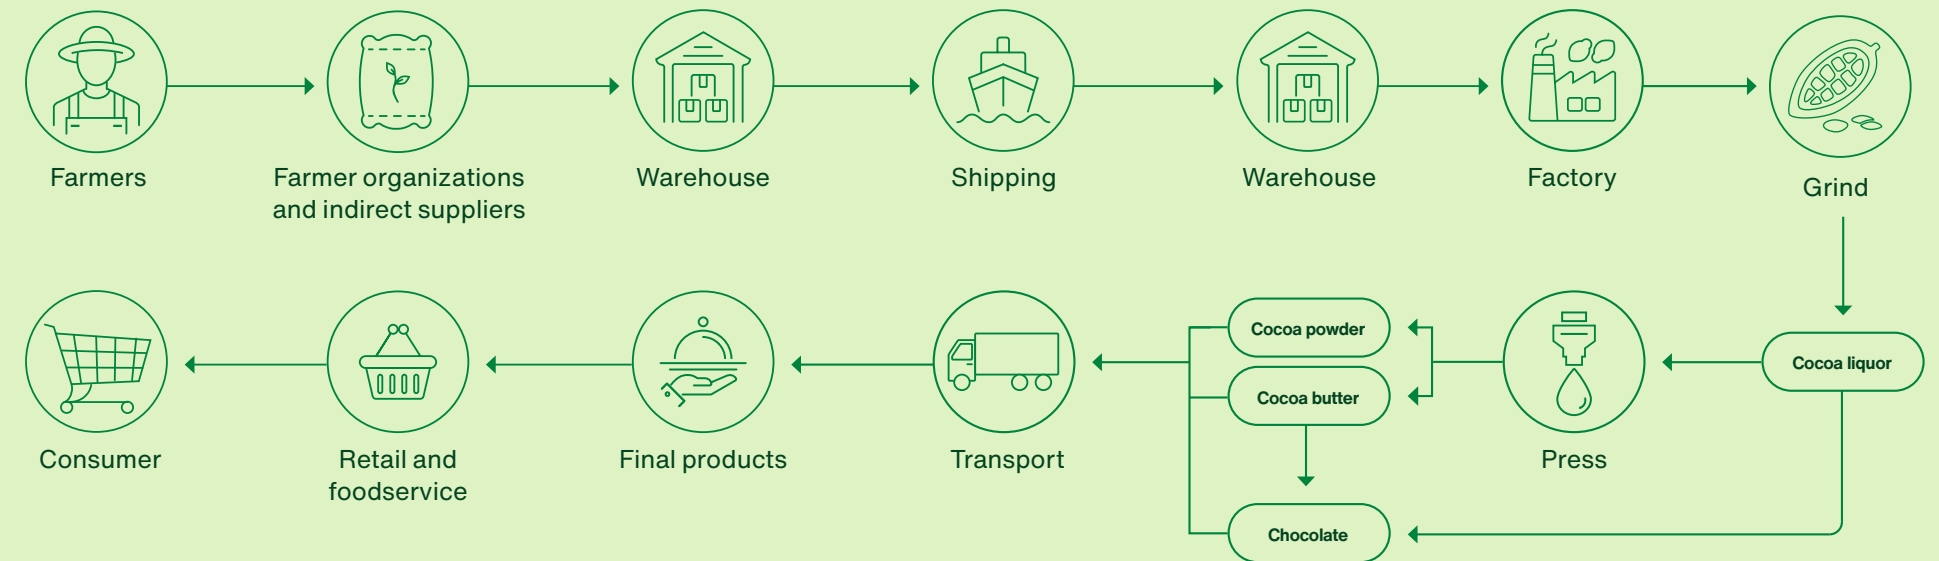 Farmers
Farmer organizations
and indirect suppliers
Warehouse
Shipping
Warehouse
Factory
Grind
Cocoa liquor
Press
Cocoa powder
Cocoa butter
Chocolate
Transport
Final products
Retail and
foodservice
Consumer